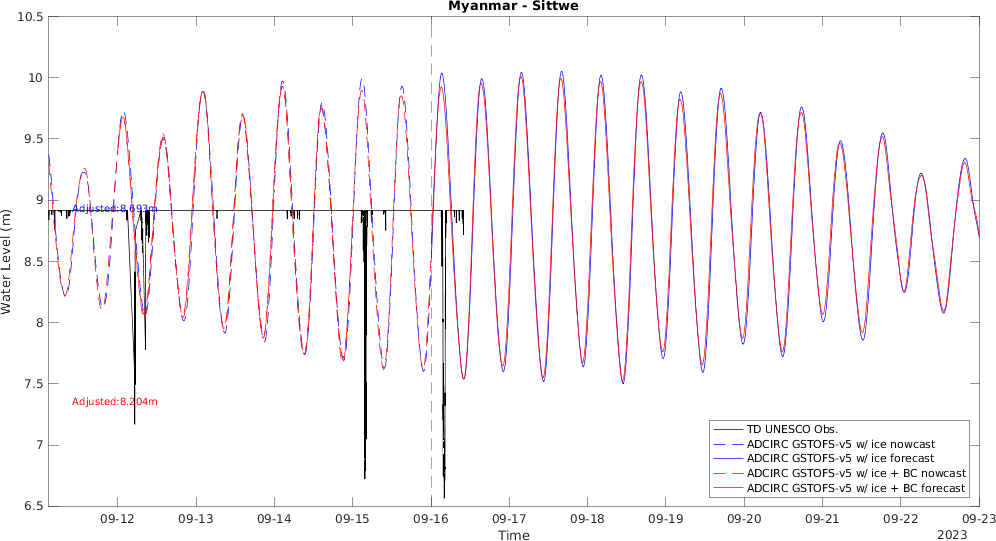 Myanmar - Sittwe
10.5
10
9.5
9
8.5
8
7.5
7
6.5
Water Level (m)
Adjusted:8.693m
Adjusted:8.204m
TD UNESCO Obs.
ADCIRC GSTOFS-v5 w/ ice nowcast
ADCIRC GSTOFS-v5 w/ ice forecast
ADCIRC GSTOFS-v5 w/ ice + BC nowcast
ADCIRC GSTOFS-v5 w/ ice + BC forecast
09-12 09-13 09-14 09-15 09-16 09-17 09-18 09-19 09-20 09-21 09-22 09-23
Time
2023